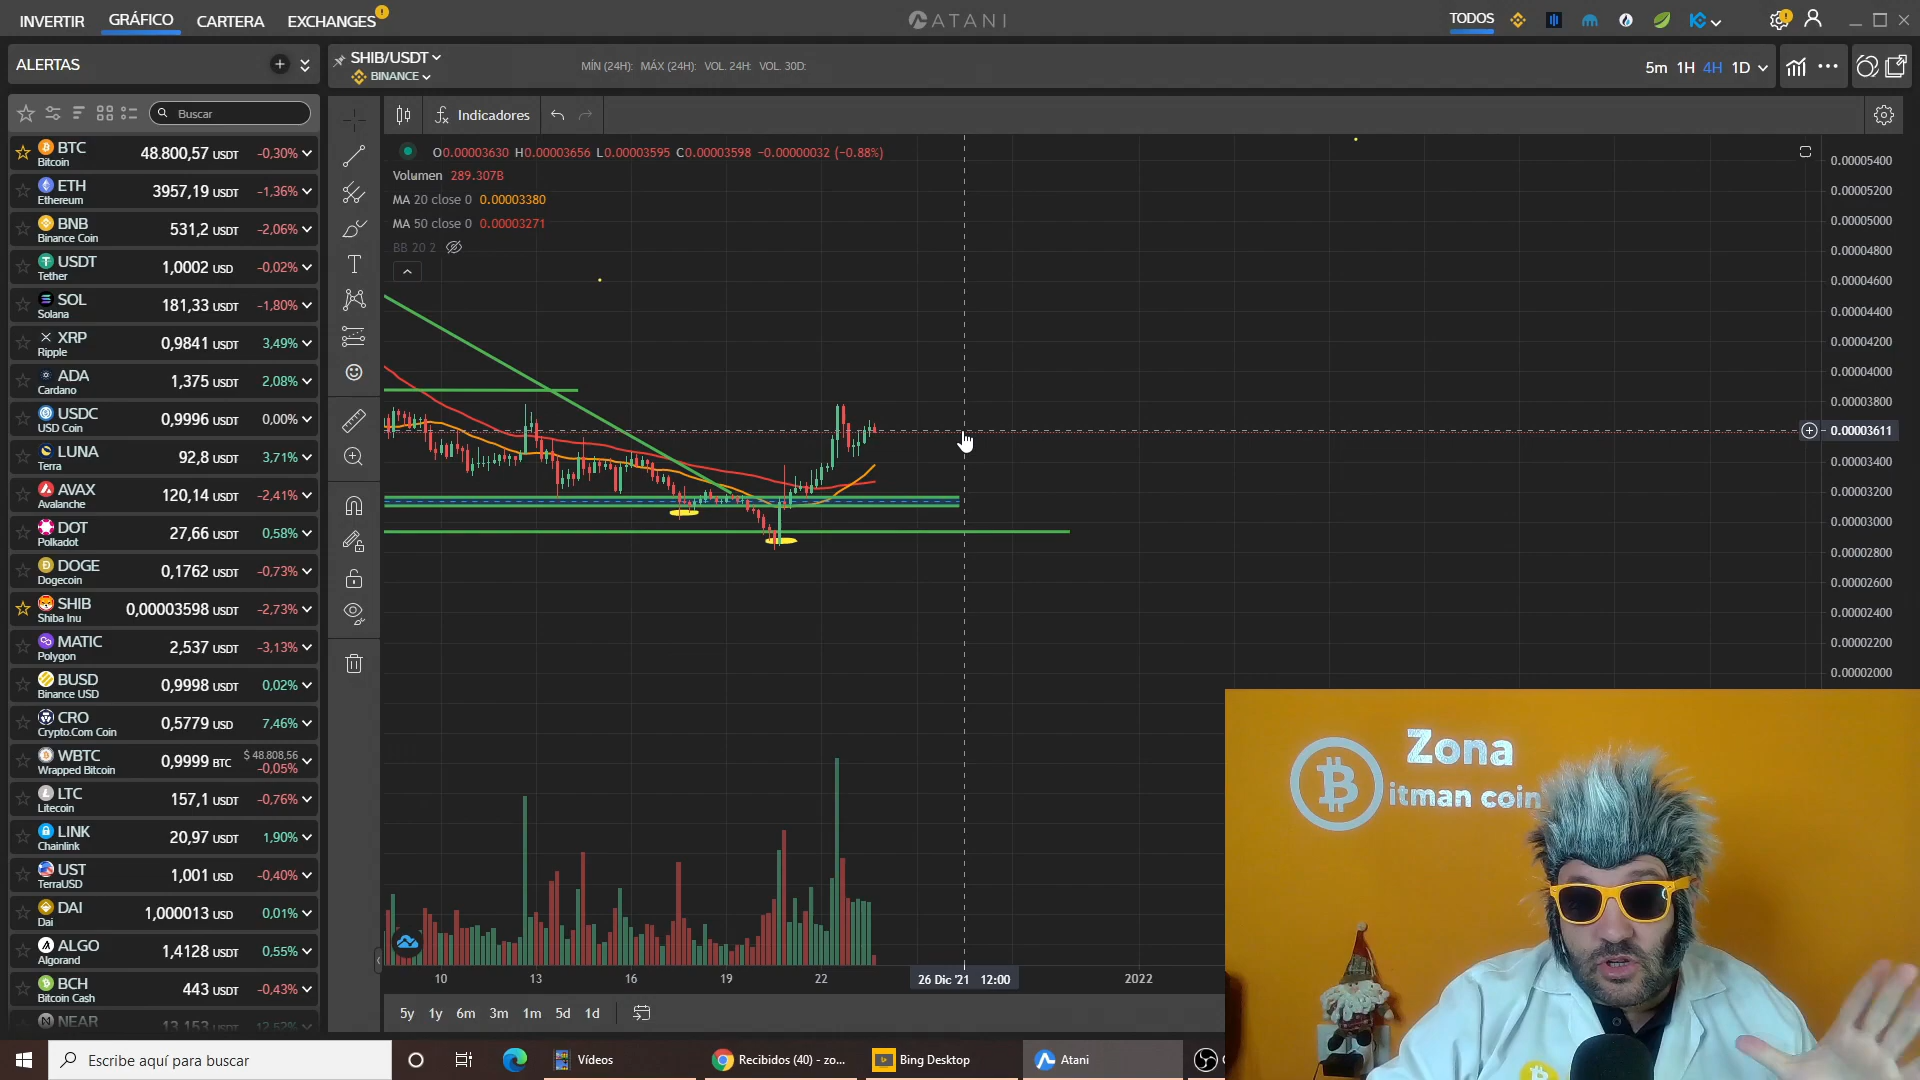 INVERTIR GRÁFICO CARTERA EXCHANGES ATANI TODOS
ALERTAS
SHIB/USDT
BINANCE
MÍN (24H): MÁX (24H): VOL. 24H: VOL. 30D:
5m 1H 4H 1D
Buscar
Indicadores
BTC 48.800,57 USDT -0,30%
Bitcoin
ETH 3957,19 USDT -1,36%
Ethereum
BNB 531,2 USDT -2,06%
Binance Coin
USDT 1,0002 USD -0,02%
Tether
SOL 181,33 USDT -1,80%
Solana
XRP 0,9841 USDT 3,49%
Ripple
ADA 1,375 USDT 2,08%
Cardano
USDC 0,9996 USDT 0,00%
USD Coin
LUNA 92,8 USDT 3,71%
Terra
AVAX 120,14 USDT -2,41%
Avalanche
DOT 27,66 USDT 0,58%
Polkadot
DOGE 0,1762 USDT -0,73%
Dogecoin
SHIB 0,00003598 USDT -2,73%
Shiba Inu
MATIC 2,537 USDT -3,13%
Polygon
BUSD 0,9998 USDT 0,02%
Binance USD
CRO 0,5779 USD 7,46%
Crypto.Com Coin
WBTC 0,9999 BTC $ 48.808,56 -0,05%
Wrapped Bitcoin
LTC 157,1 USDT -0,76%
Litecoin
LINK 20,97 USDT 1,90%
Chainlink
UST 1,001 USD -0,40%
TerraUSD
DAI 1,000013 USD 0,01%
Dai
ALGO 1,4128 USDT 0,55%
Algorand
BCH 443 USDT -0,43%
Bitcoin Cash
NEAR 13,153 USDT 12,52%
O0.00003630 H0.00003656 L0.00003595 C0.00003598 -0.00000032 (-0.88%)
Volumen 289.307B
MA 20 close 0 0.00003380
MA 50 close 0 0.00003271
BB 20 2
0.00005400
0.00005200
0.00005000
0.00004800
0.00004600
0.00004400
0.00004200
0.00004000
0.00003800
0.00003611
0.00003400
0.00003200
0.00003000
0.00002800
0.00002600
0.00002400
0.00002200
0.00002000
10 13 16 19 22 26 Dic '21 12:00 2022
5y 1y 6m 3m 1m 5d 1d
Zona
itman coin
Escribe aquí para buscar
Vídeos
Recibidos (40) - zo...
Bing Desktop
Atani